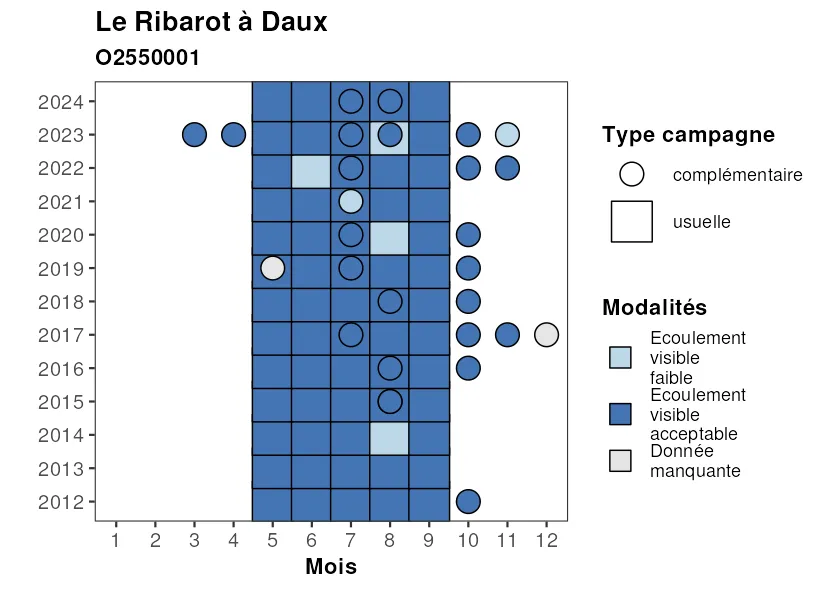 Le Ribarot à Daux
O2550001
2024
2023
2022
2021
2020
2019
2018
2017
2016
2015
2014
2013
2012
1 2 3 4 5 6 7 8 9 10 11 12
Mois
Type campagne
complémentaire
usuelle
Modalités
Ecoulement
visible
faible
Ecoulement
visible
acceptable
Donnée
manquante